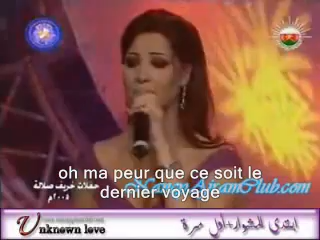 حفلات خريف صلالة
٢٠٠٥م
NancyAjramClub.com
oh ma peur que ce soit le
dernier voyage
Unknown love
ابتدي المشوار+أول مرة